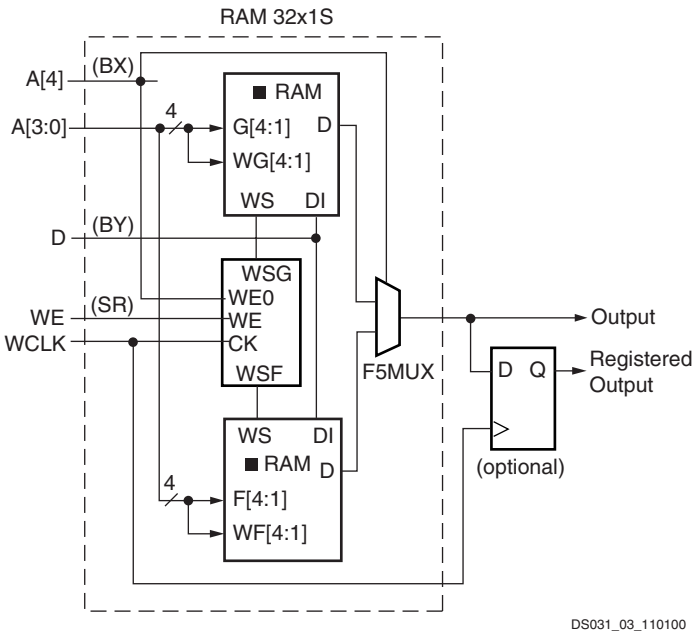 RAM 32x1S
A[4]
(BX)
A[3:0]
4
RAM
G[4:1]
D
WG[4:1]
WS
DI
D
(BY)
WSG
WE0
WE
(SR)
WE
WCLK
CK
WSF
F5MUX
Output
D
Q
Registered
Output
(optional)
WS
DI
RAM
D
4
F[4:1]
WF[4:1]
DS031_03_110100